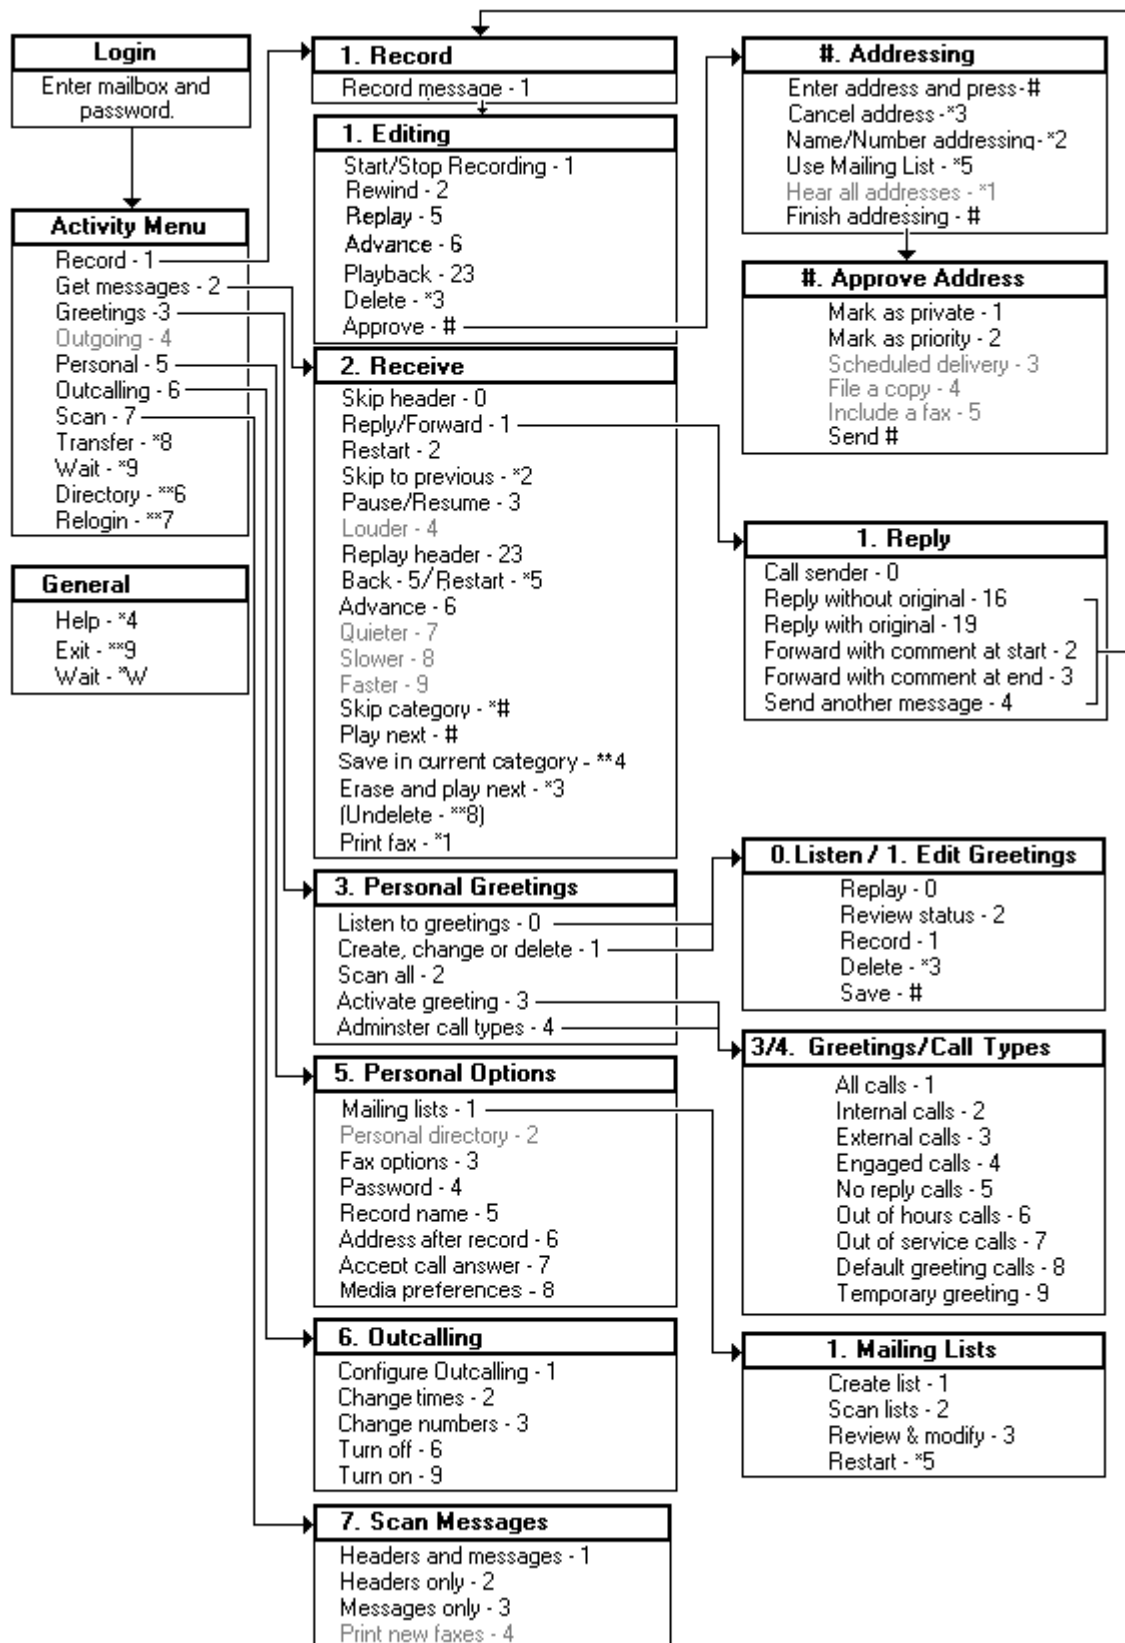 Login
Enter mailbox and
password.
Activity Menu
Record - 1
Get messages - 2
Greetings -3
Outgoing - 4
Personal - 5
Outcalling - 6
Scan - 7
Transfer - *8
Wait - *9
Directory - **6
Relogin - **7
General
Help - *4
Exit - **9
Wait - *W
1. Record
Record message - 1
1. Editing
Start/Stop Recording - 1
Rewind - 2
Replay - 5
Advance - 6
Playback - 23
Delete - *3
Approve - #
2. Receive
Skip header - 0
Reply/Forward - 1
Restart - 2
Skip to previous - *2
Pause/Resume - 3
Louder - 4
Replay header - 23
Back - 5/Restart - *5
Advance - 6
Quieter - 7
Slower - 8
Faster - 9
Skip category - *#
Play next - #
Save in current category - **4
Erase and play next - *3
(Undelete - **8)
Print fax - *1
3. Personal Greetings
Listen to greetings - 0
Create, change or delete - 1
Scan all - 2
Activate greeting - 3
Adminster call types - 4
5. Personal Options
Mailing lists - 1
Personal directory - 2
Fax options - 3
Password - 4
Record name - 5
Address after record - 6
Accept call answer - 7
Media preferences - 8
6. Outcalling
Configure Outcalling - 1
Change times - 2
Change numbers - 3
Turn off - 6
Turn on - 9
7. Scan Messages
Headers and messages - 1
Headers only - 2
Messages only - 3
Print new faxes - 4
#. Addressing
Enter address and press- #
Cancel address - *3
Name/Number addressing- *2
Use Mailing List - *5
Hear all addresses - *1
Finish addressing - #
#. Approve Address
Mark as private - 1
Mark as priority - 2
Scheduled delivery - 3
File a copy - 4
Include a fax - 5
Send #
1. Reply
Call sender - 0
Reply without original - 16
Reply with original - 19
Forward with comment at start - 2
Forward with comment at end - 3
Send another message - 4
0. Listen / 1. Edit Greetings
Replay - 0
Review status - 2
Record - 1
Delete - *3
Save - #
3/4. Greetings/Call Types
All calls - 1
Internal calls - 2
External calls - 3
Engaged calls - 4
No reply calls - 5
Out of hours calls - 6
Out of service calls - 7
Default greeting calls - 8
Temporary greeting - 9
1. Mailing Lists
Create list - 1
Scan lists - 2
Review & modify - 3
Restart - *5